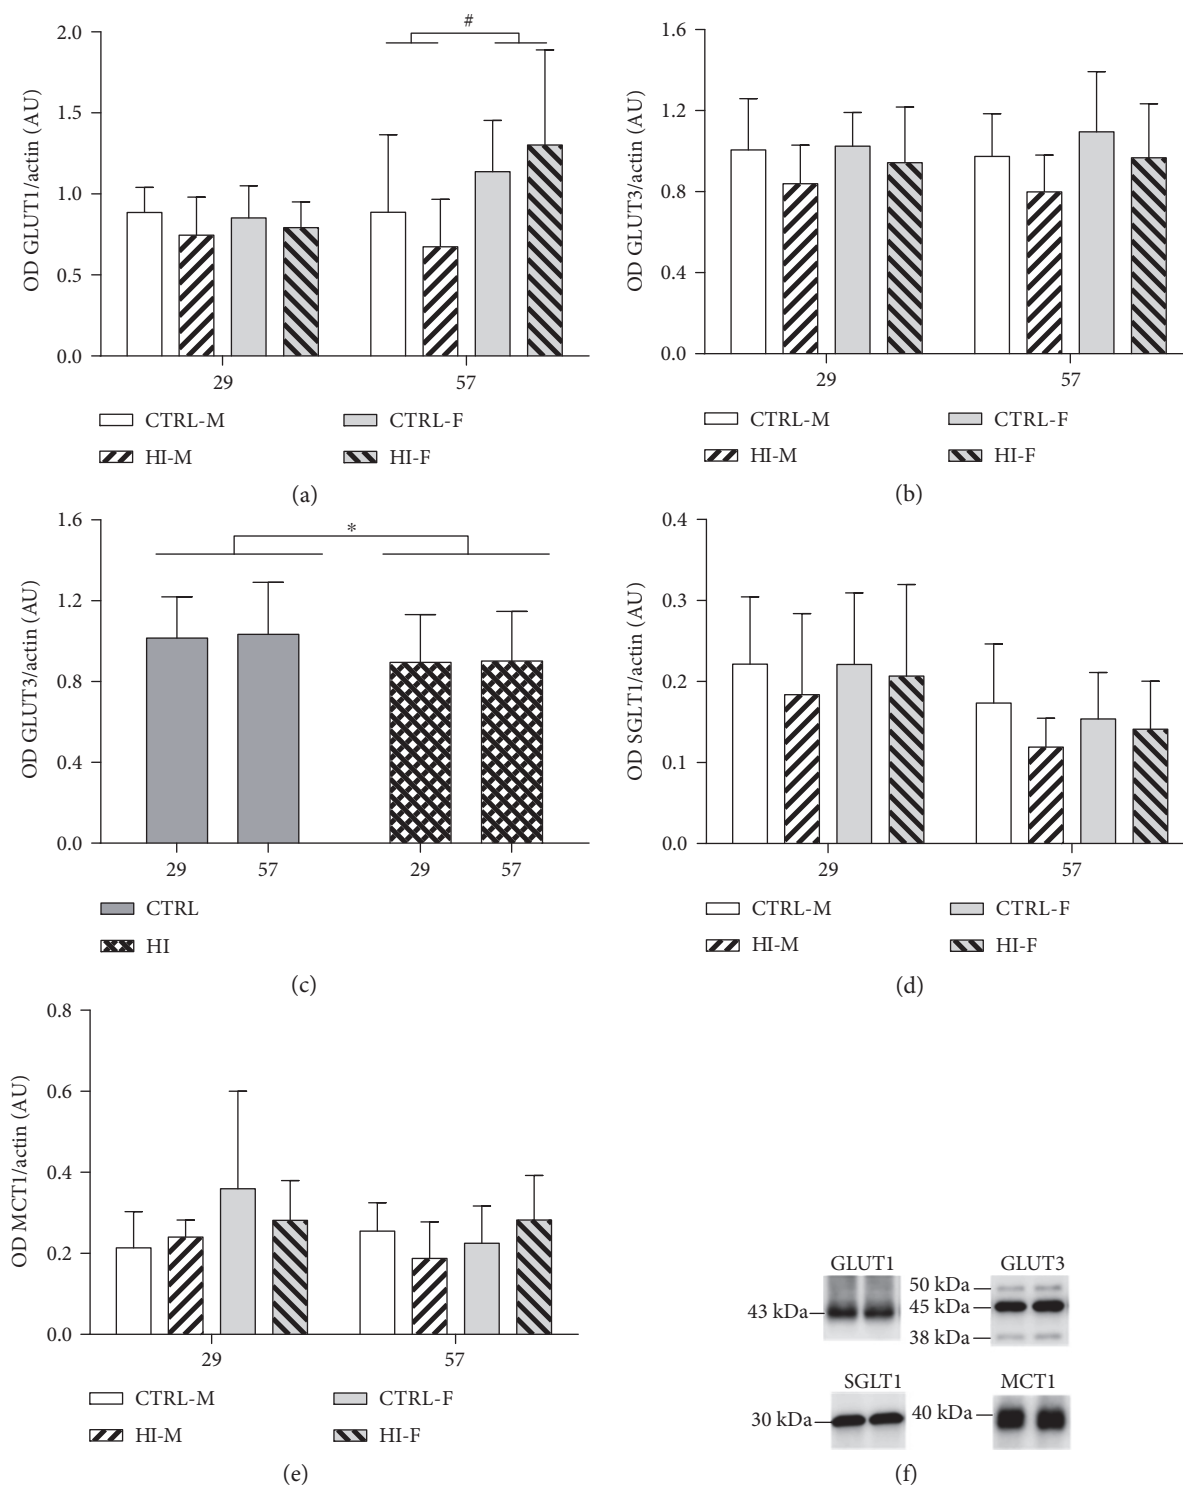 #
2.0
1.5
1.0
0.5
0.0
OD GLUT1/actin (AU)
29 57
CTRL-M CTRL-F
HI-M HI-F
(a)
1.6
1.2
0.8
0.4
0.0
OD GLUT3/actin (AU)
29 57
CTRL-M CTRL-F
HI-M HI-F
(b)
*
1.6
1.2
0.8
0.4
0.0
OD GLUT3/actin (AU)
29 57 29 57
CTRL
HI
(c)
0.4
0.3
0.2
0.1
0.0
OD SGLT1/actin (AU)
29 57
CTRL-M CTRL-F
HI-M HI-F
(d)
0.8
0.6
0.4
0.2
0.0
OD MCT1/actin (AU)
29 57
CTRL-M CTRL-F
HI-M HI-F
(e)
GLUT1
43 kDa
GLUT3
50 kDa
45 kDa
38 kDa
SGLT1
30 kDa
MCT1
40 kDa
(f)